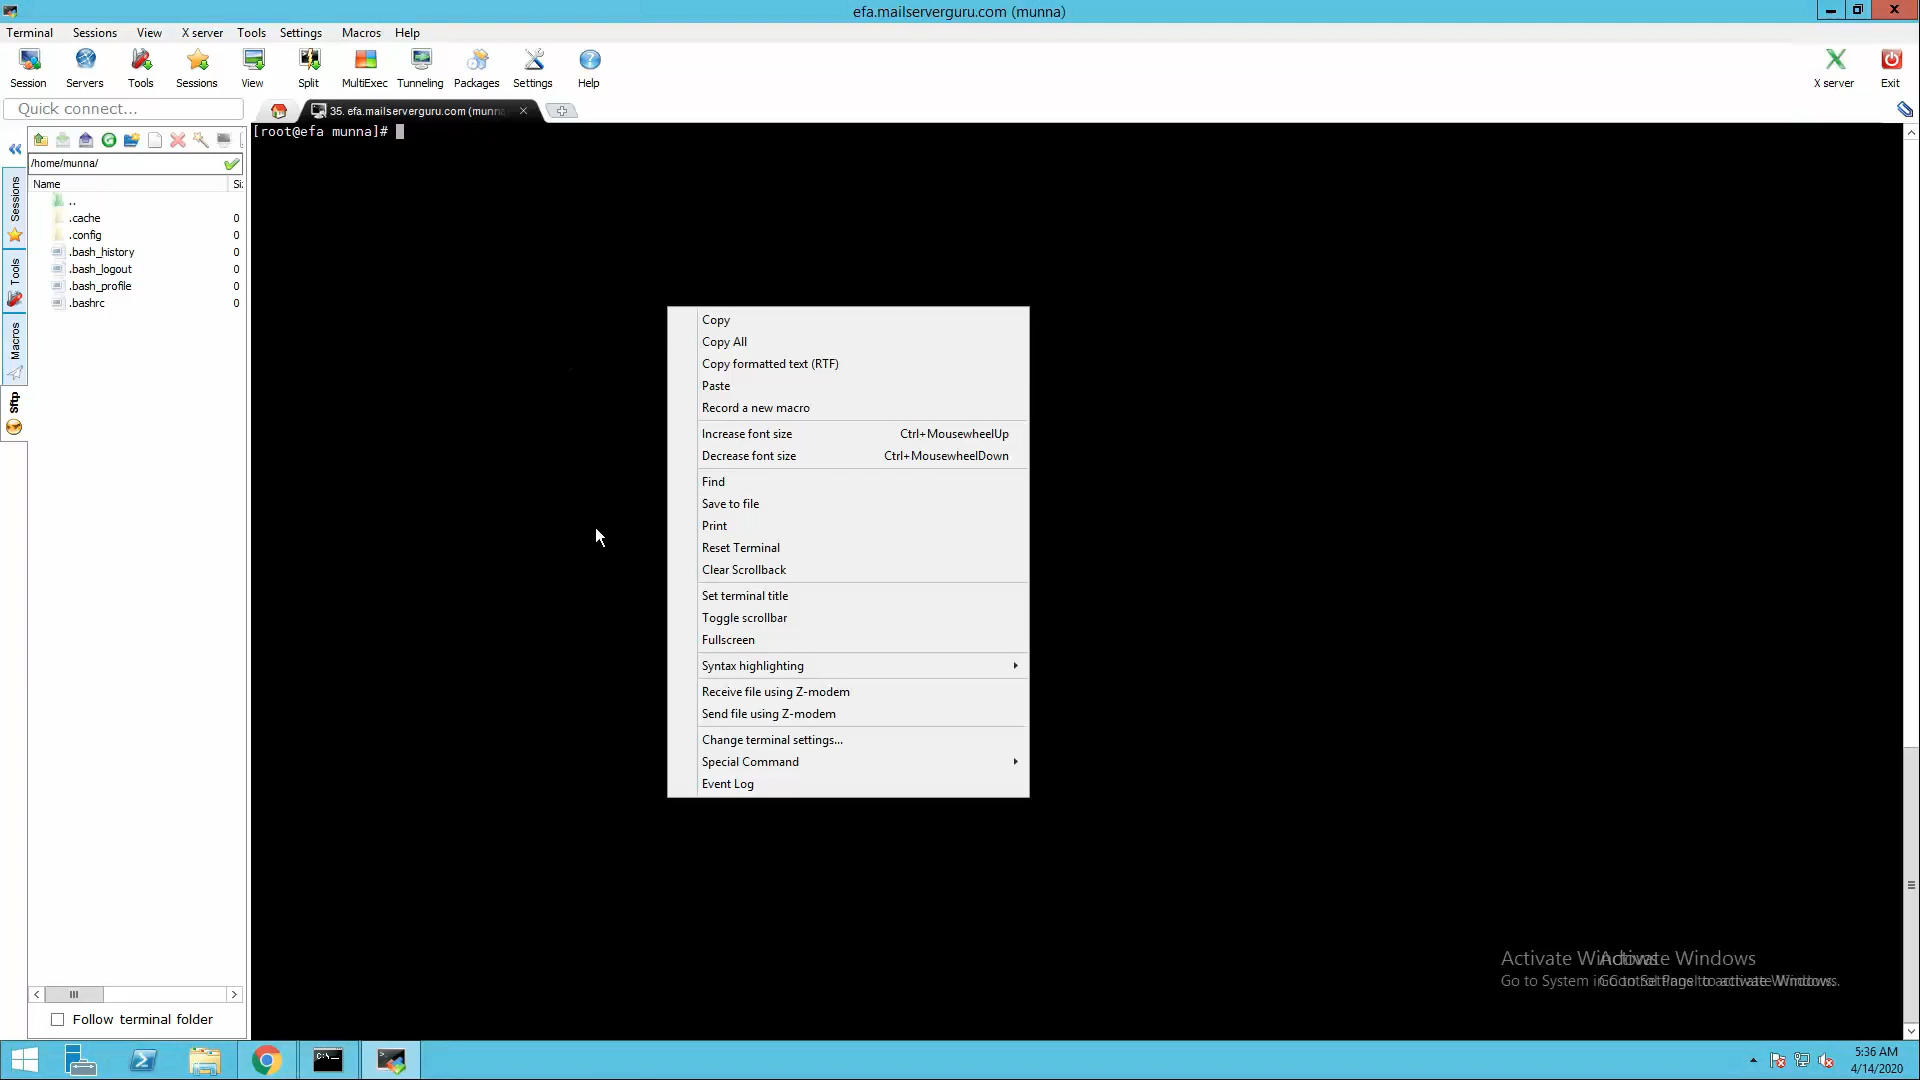 efa.mailserverguru.com (munna)
Terminal Sessions View X server Tools Settings Macros Help
Session Servers Tools Sessions View Split MultiExec Tunneling Packages Settings Help X server Exit
Quick connect...
35. efa.mailserverguru.com (munna
/home/munna/
Name
..
.cache 0
.config 0
.bash_history 0
.bash_logout 0
.bash_profile 0
.bashrc 0
Sessions
Tools
Macros
Sftp
Follow terminal folder
[root@efa munna]#
Copy
Copy All
Copy formatted text (RTF)
Paste
Record a new macro
Increase font size Ctrl+MousewheelUp
Decrease font size Ctrl+MousewheelDown
Find
Save to file
Print
Reset Terminal
Clear Scrollback
Set terminal title
Toggle scrollbar
Fullscreen
Syntax highlighting
Receive file using Z-modem
Send file using Z-modem
Change terminal settings...
Special Command
Event Log
Activate Windows
Go to System in
5:36 AM
4/14/2020